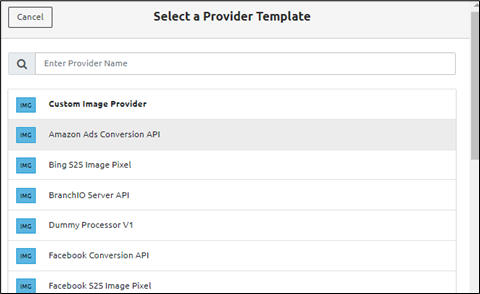 Cancel
Select a Provider Template
Enter Provider Name
IMG Custom Image Provider
IMG Amazon Ads Conversion API
IMG Bing S2S Image Pixel
IMG BranchIO Server API
IMG Dummy Processor V1
IMG Facebook Conversion API
IMG Facebook S2S Image Pixel